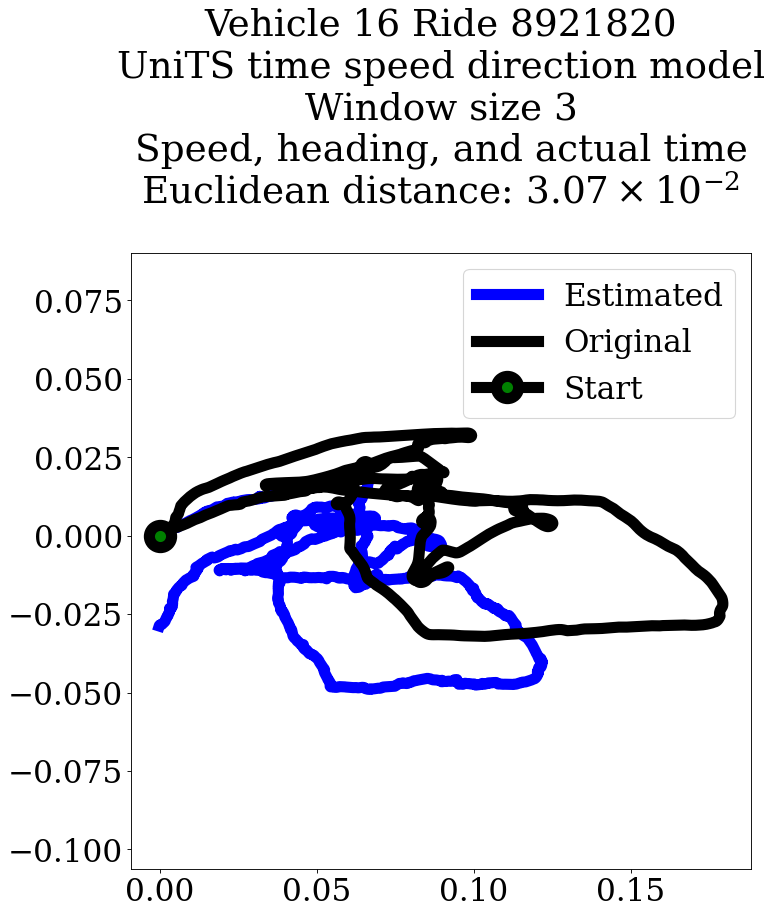 Vehicle 16 Ride 8921820
UniTS time speed direction model
Window size 3
Speed, heading, and actual time
Euclidean distance: 3.07 × 10⁻²
Estimated
Original
Start
0.075
0.050
0.025
0.000
−0.025
−0.050
−0.075
−0.100
0.00 0.05 0.10 0.15